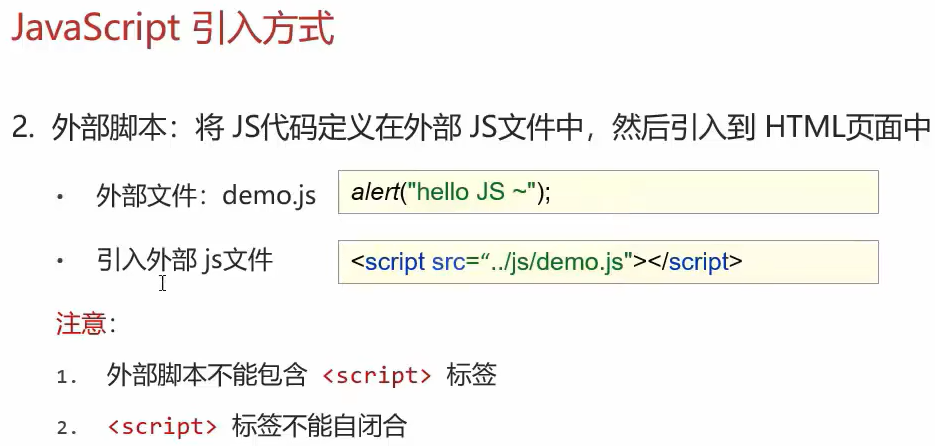 JavaScript 引入方式
2. 外部脚本：将 JS代码定义在外部 JS文件中，然后引入到 HTML页面中
• 外部文件：demo.js alert("hello JS ~");
• 引入外部 js文件 <script src=“../js/demo.js"></script>
注意：
1. 外部脚本不能包含 <script> 标签
2. <script> 标签不能自闭合